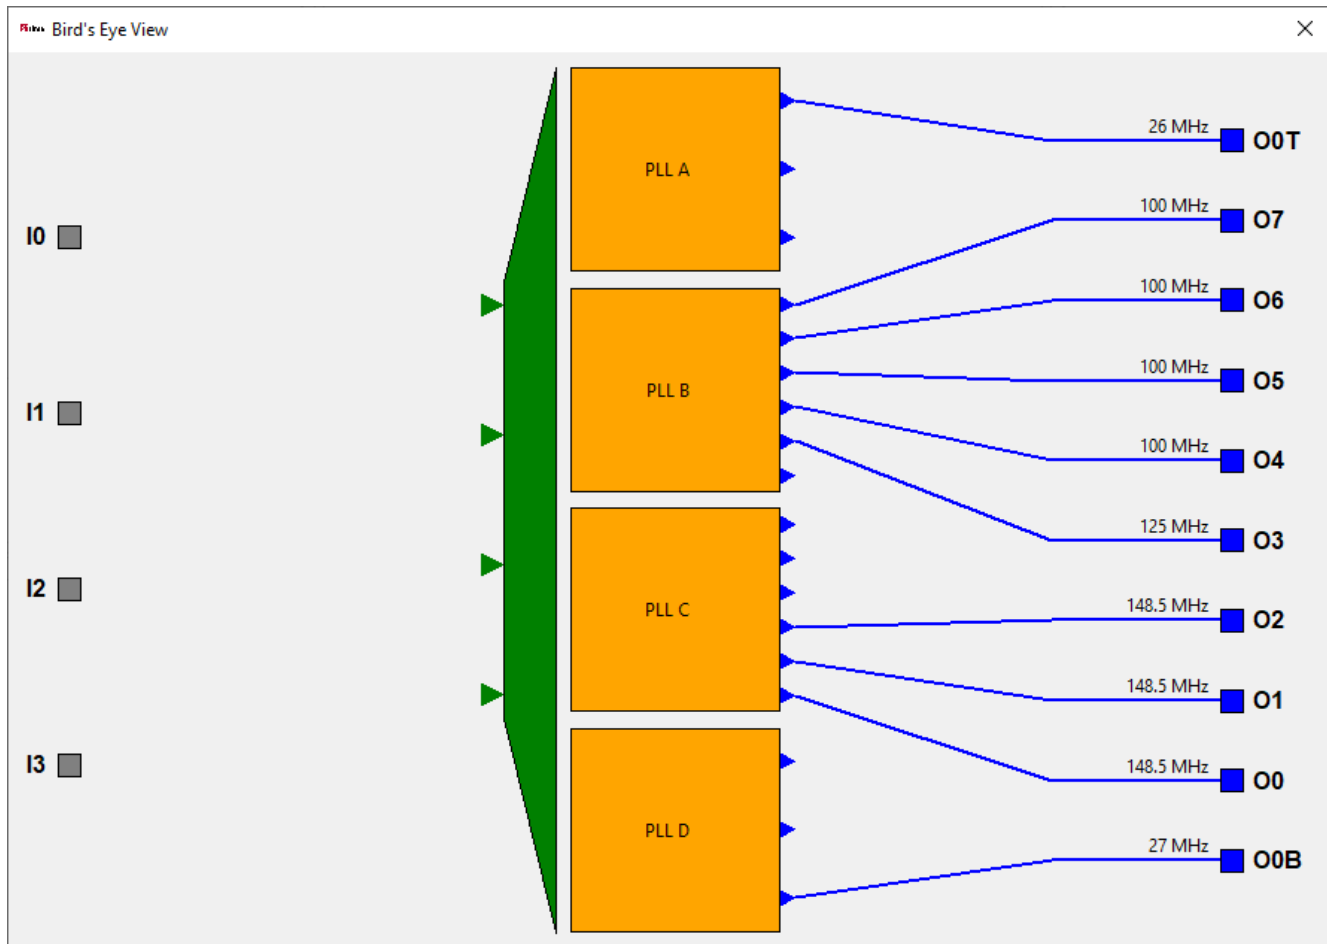 Bird's Eye View
I0
I1
I2
I3
PLL A
PLL B
PLL C
PLL D
26 MHz O0T
100 MHz O7
100 MHz O6
100 MHz O5
100 MHz O4
125 MHz O3
148.5 MHz O2
148.5 MHz O1
148.5 MHz O0
27 MHz O0B